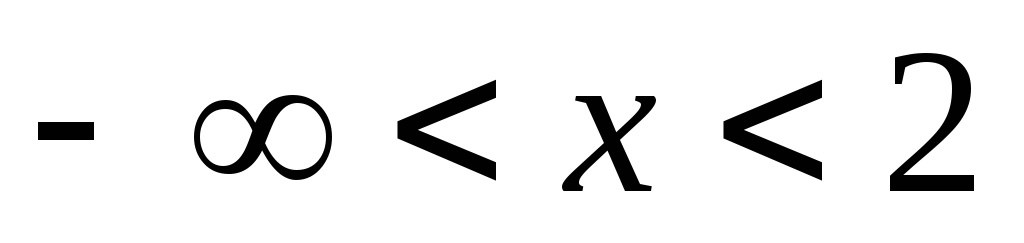 - ∞ < x < 2